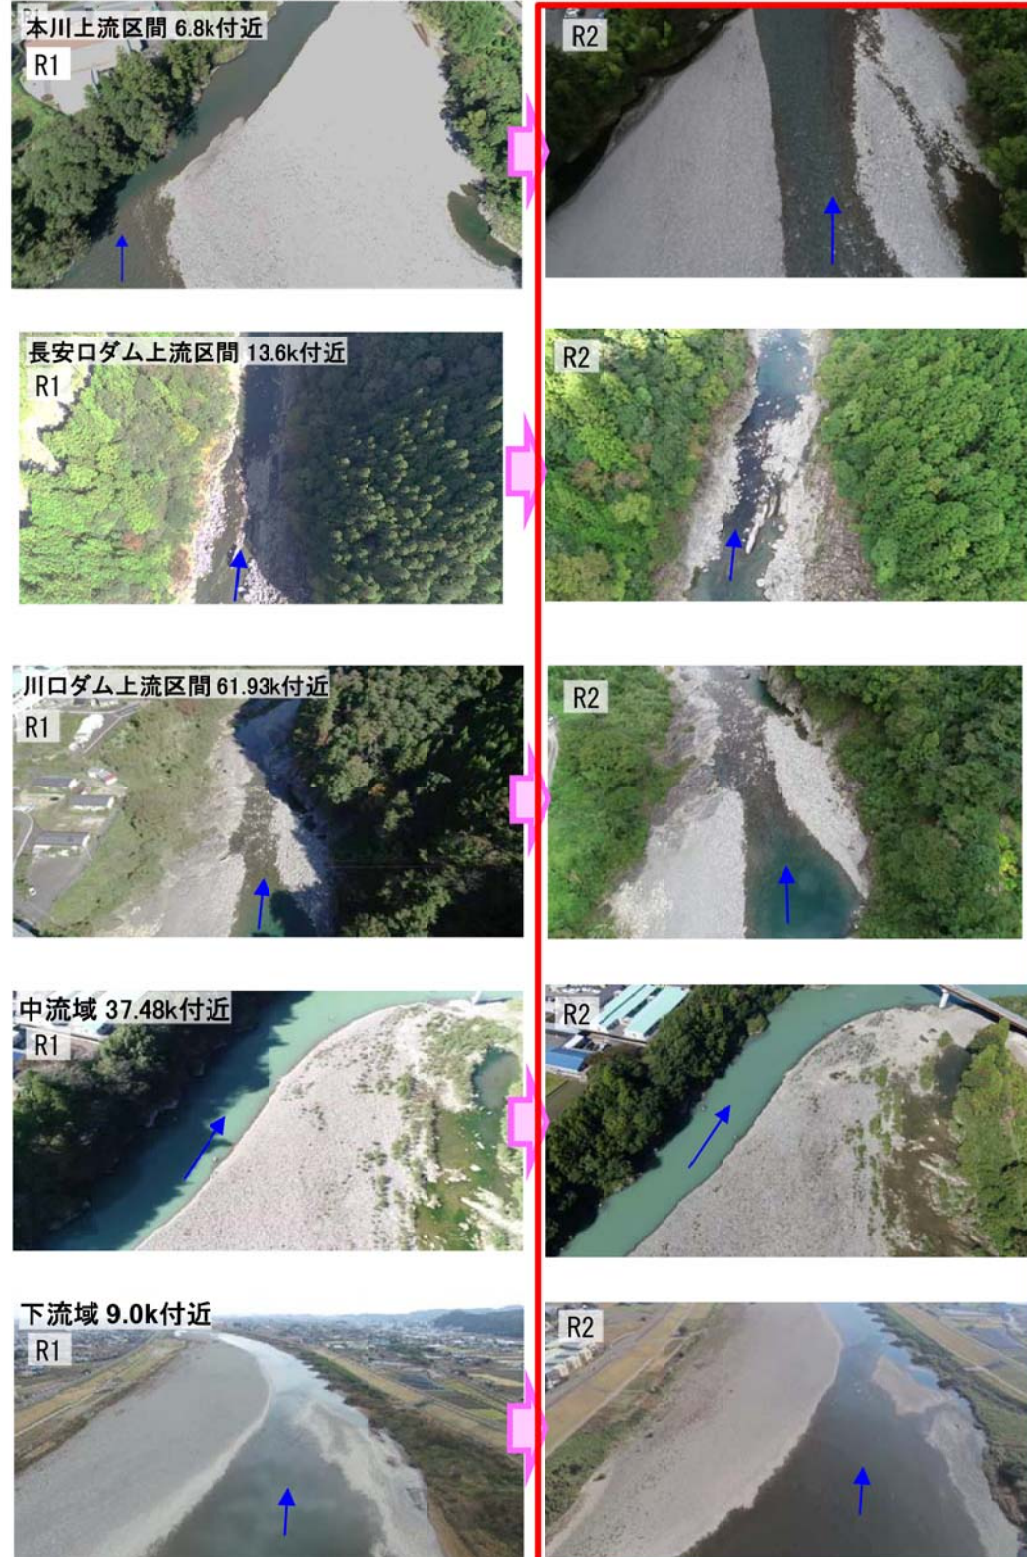 本川上流区間 6.8k付近
R1
R2
長安口ダム上流区間 13.6k付近
R1
R2
川口ダム上流区間 61.93k付近
R1
R2
中流域 37.48k付近
R1
R2
下流域 9.0k付近
R1
R2